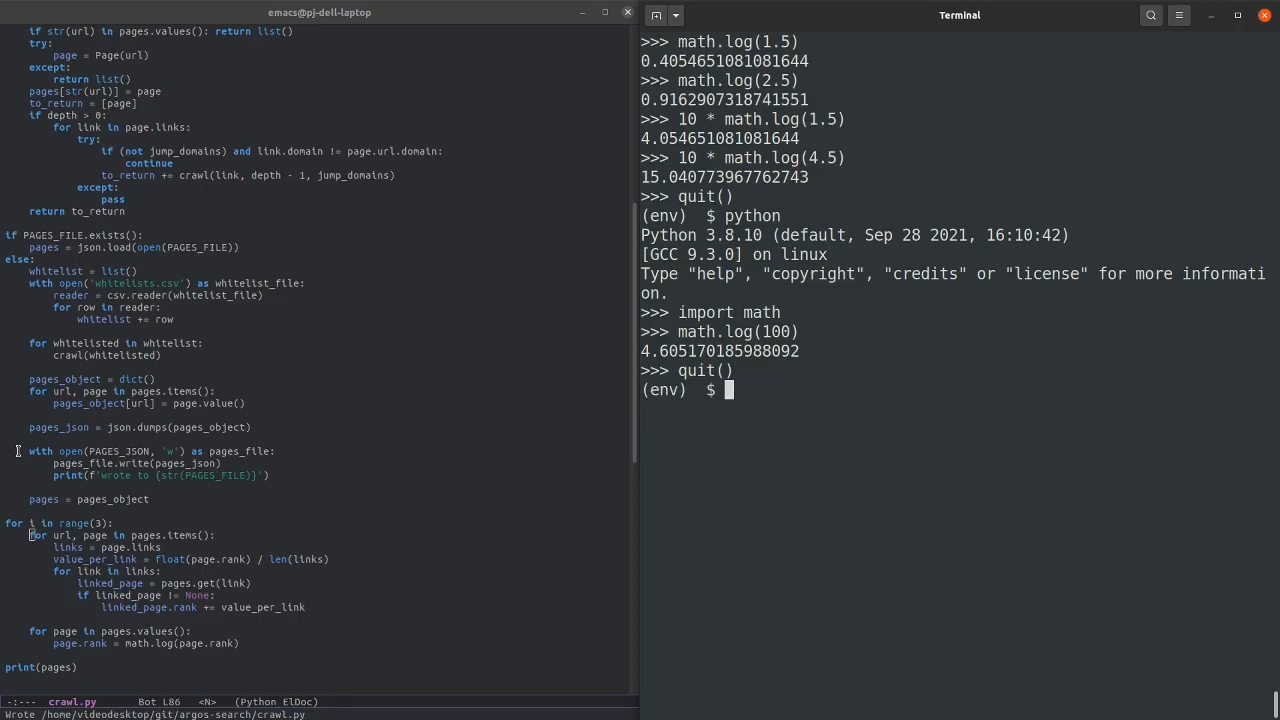 emacs@pj-dell-laptop
    if str(url) in pages.values(): return list()
    try:
        page = Page(url)
    except:
        return list()
    pages[str(url)] = page
    to_return = [page]
    if depth > 0:
        for link in page.links:
            try:
                if (not jump_domains) and link.domain != page.url.domain:
                    continue
                to_return += crawl(link, depth - 1, jump_domains)
            except:
                pass
    return to_return
if PAGES_FILE.exists():
    pages = json.load(open(PAGES_FILE))
else:
    whitelist = list()
    with open('whitelists.csv') as whitelist_file:
        reader = csv.reader(whitelist_file)
        for row in reader:
            whitelist += row
    for whitelisted in whitelist:
        crawl(whitelisted)
    pages_object = dict()
    for url, page in pages.items():
        pages_object[url] = page.value()
    pages_json = json.dumps(pages_object)
    with open(PAGES_JSON, 'w') as pages_file:
        pages_file.write(pages_json)
        print(f'wrote to {str(PAGES_FILE)}')
    pages = pages_object
for i in range(3):
    for url, page in pages.items():
        links = page.links
        value_per_link = float(page.rank) / len(links)
        for link in links:
            linked_page = pages.get(link)
            if linked_page != None:
                linked_page.rank += value_per_link
    for page in pages.values():
        page.rank = math.log(page.rank)
print(pages)
-:---  crawl.py       Bot L86   <N>   (Python ElDoc)
Wrote /home/videodesktop/git/argos-search/crawl.py
Terminal
>>> math.log(1.5)
0.4054651081081644
>>> math.log(2.5)
0.9162907318741551
>>> 10 * math.log(1.5)
4.054651081081644
>>> 10 * math.log(4.5)
15.040773967762743
>>> quit()
(env)  $ python
Python 3.8.10 (default, Sep 28 2021, 16:10:42)
[GCC 9.3.0] on linux
Type "help", "copyright", "credits" or "license" for more informati
on.
>>> import math
>>> math.log(100)
4.605170185988092
>>> quit()
(env)  $